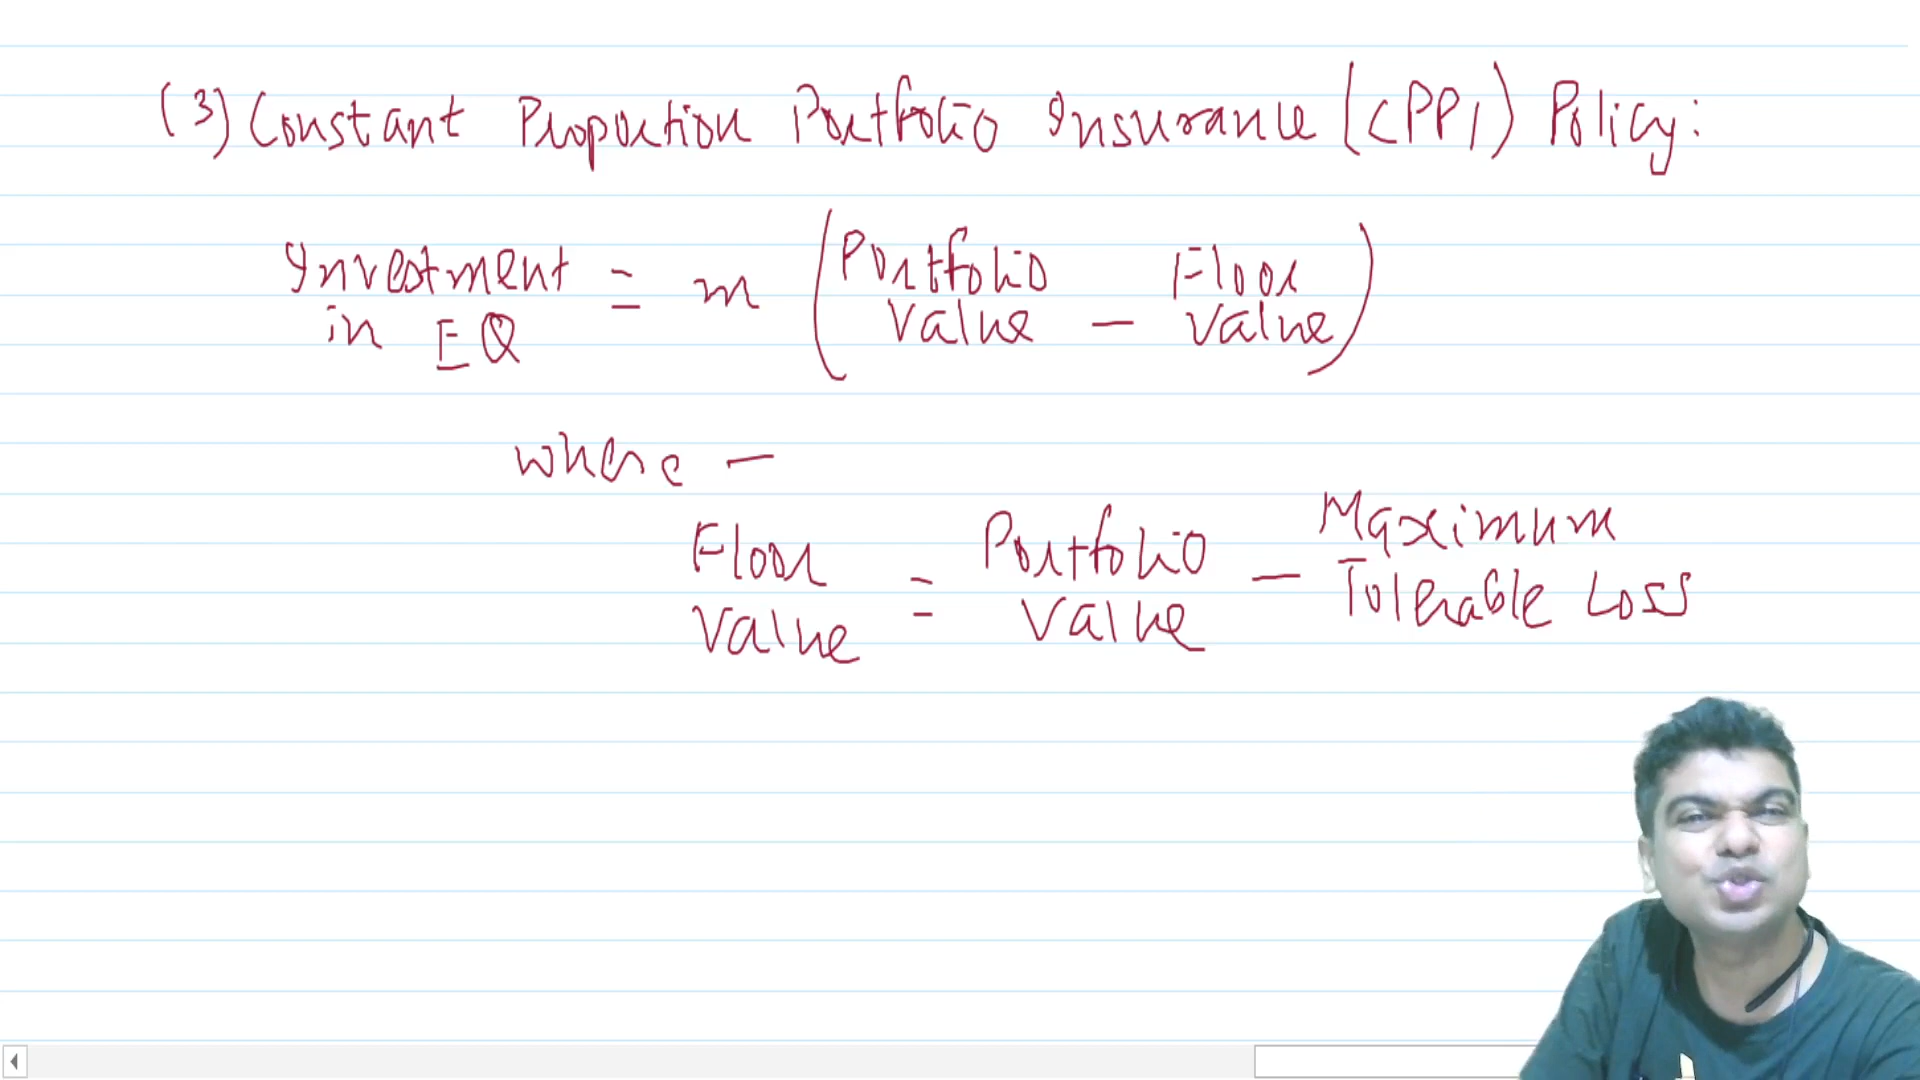 (3) Constant Proportion Portfolio Insurance (CPPI) Policy:
Investment in EQ = m (Portfolio Value - Floor Value)
where -
Floor Value = Portfolio Value - Maximum Tolerable Loss